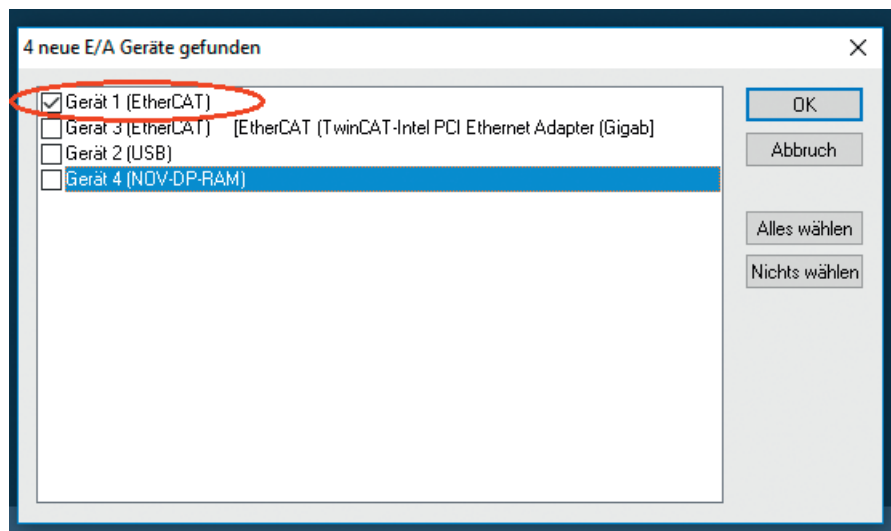 4 neue E/A Geräte gefunden
Gerät 1 (EtherCAT)
Gerät 3 (EtherCAT) [EtherCAT (TwinCAT-Intel PCI Ethernet Adapter (Gigab]
Gerät 2 (USB)
Gerät 4 (NOV-DP-RAM)
OK
Abbruch
Alles wählen
Nichts wählen